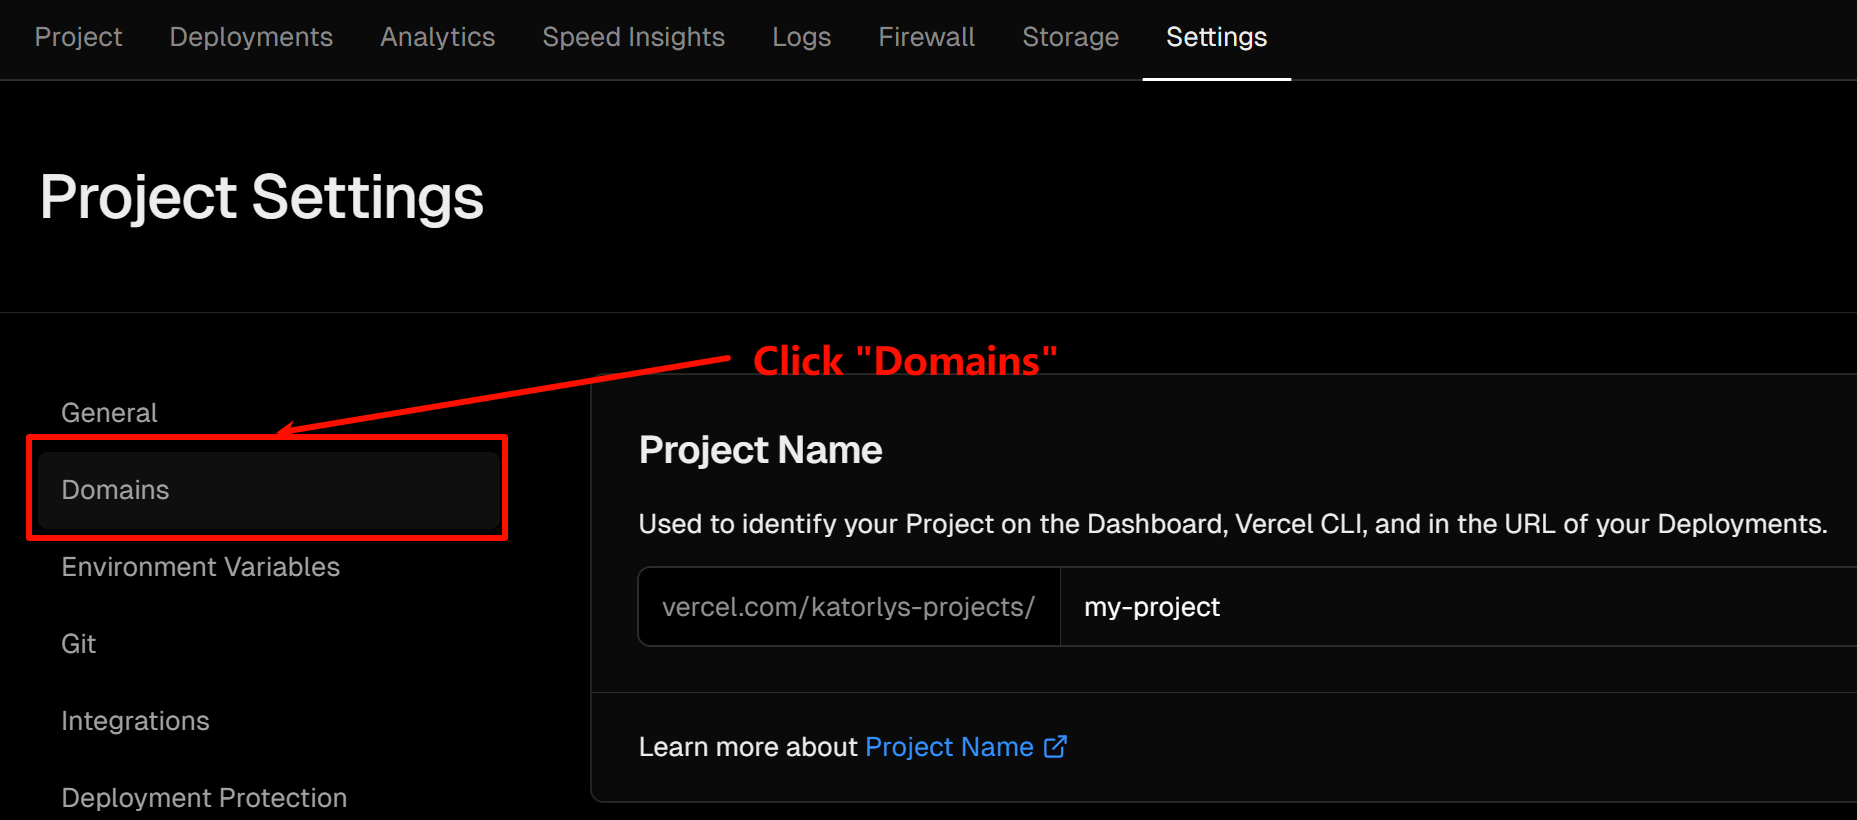 Project Deployments Analytics Speed Insights Logs Firewall Storage Settings
Project Settings
Click "Domains"
General
Domains
Environment Variables
Git
Integrations
Deployment Protection
Project Name
Used to identify your Project on the Dashboard, Vercel CLI, and in the URL of your Deployments.
vercel.com/katorlys-projects/ my-project
Learn more about Project Name